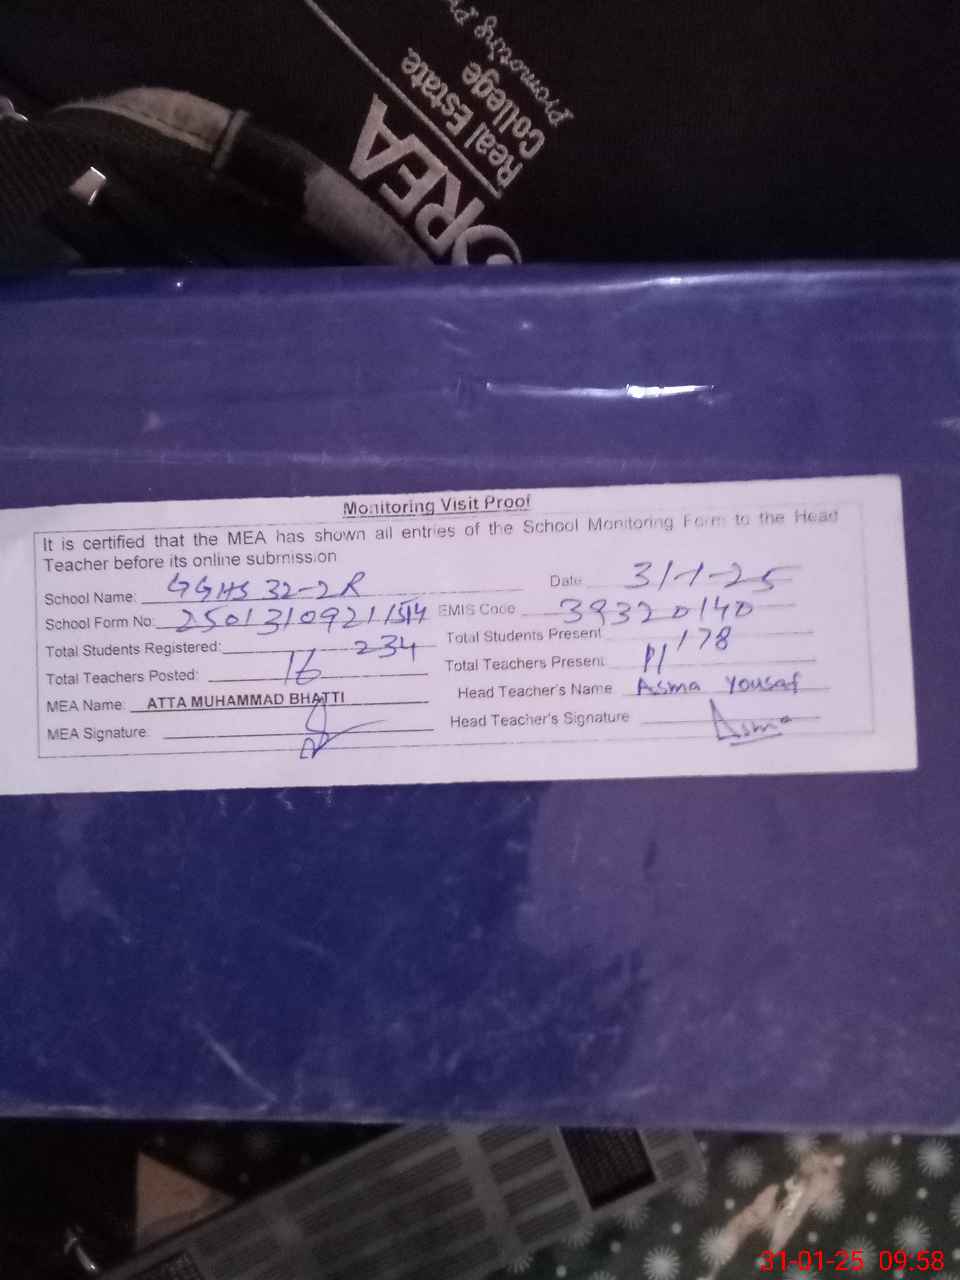 Promoting
Real Estate
College
OREA
Monitoring Visit Proof
It is certified that the MEA has shown all entries of the School Monitoring Form to the Head
Teacher before its online submission
School Name: GGHS 32-2R Date 31-1-25
School Form No: EMIS Code 39320140
Total Students Registered: 234 Total Students Present 178
Total Teachers Posted: 16 Total Teachers Present 11
MEA Name: ATTA MUHAMMAD BHATTI Head Teacher's Name Asma Yousaf
MEA Signature: Head Teacher's Signature Asma
31-01-25 09:58